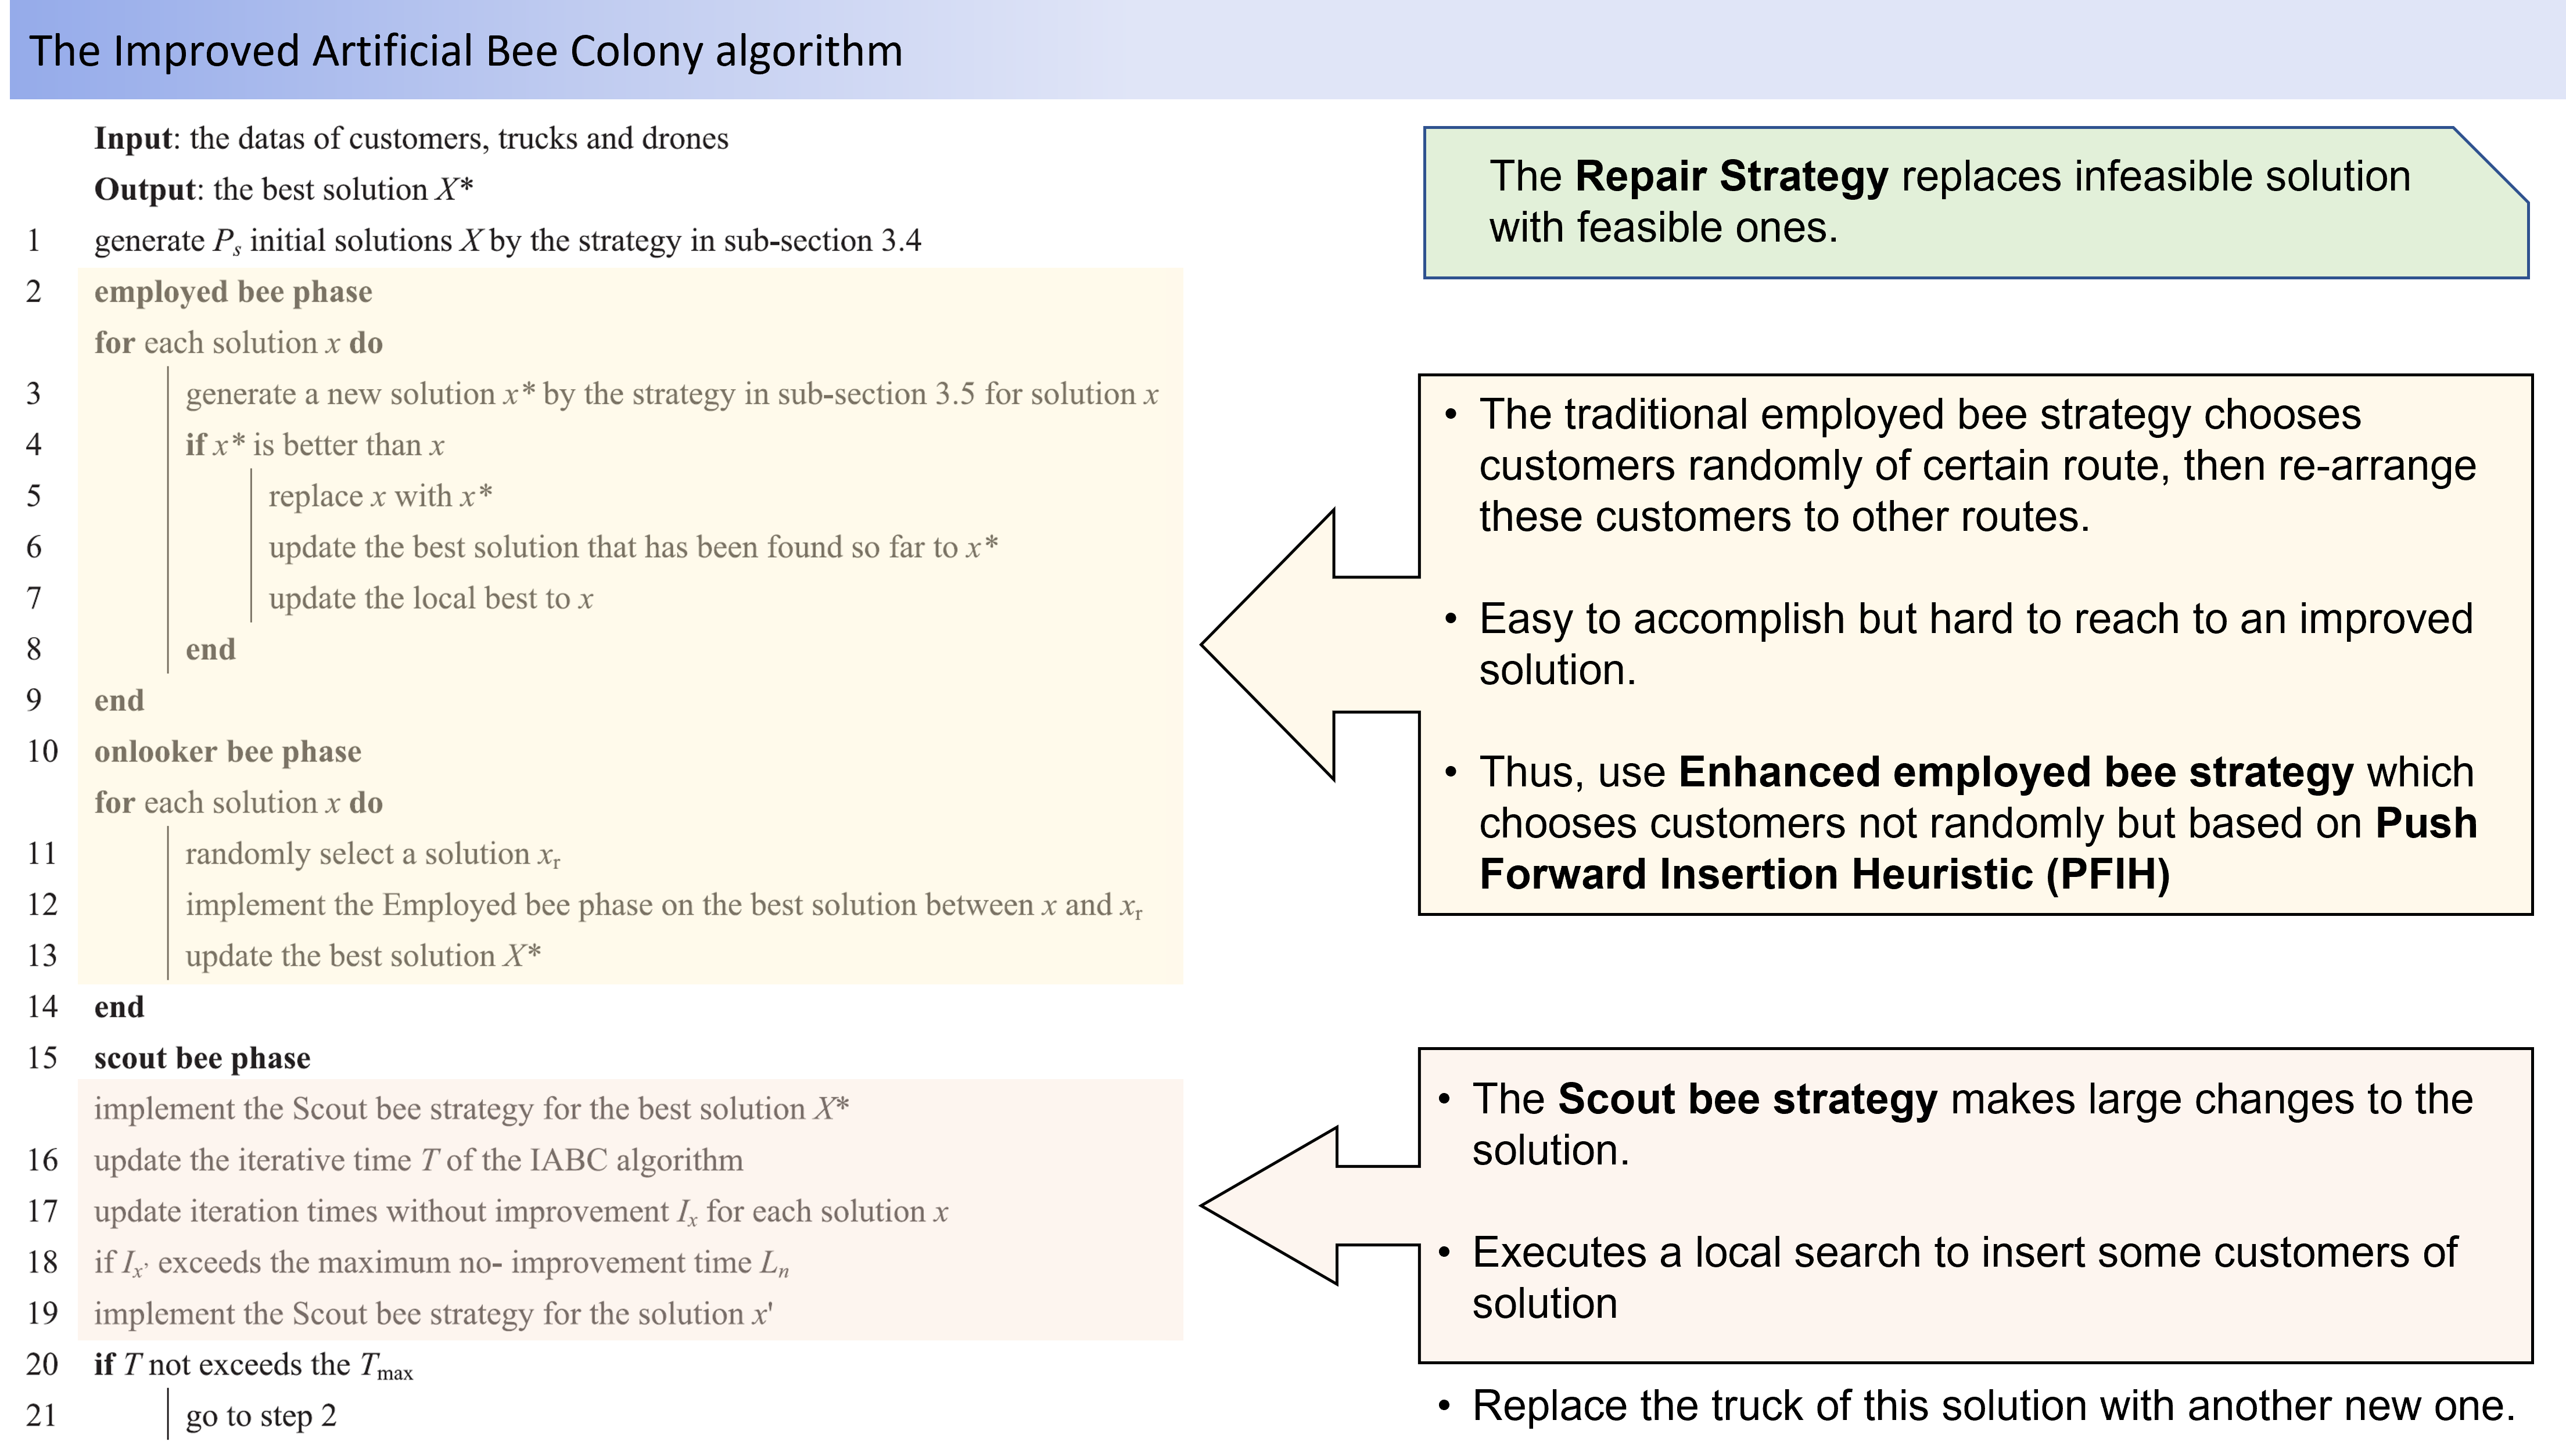 The Improved Artificial Bee Colony algorithm
Input: the datas of customers, trucks and drones
Output: the best solution X*
1 generate Ps initial solutions X by the strategy in sub-section 3.4
2 employed bee phase
for each solution x do
3 generate a new solution x* by the strategy in sub-section 3.5 for solution x
4 if x* is better than x
5 replace x with x*
6 update the best solution that has been found so far to x*
7 update the local best to x
8 end
9 end
10 onlooker bee phase
for each solution x do
11 randomly select a solution xr
12 implement the Employed bee phase on the best solution between x and xr
13 update the best solution X*
14 end
15 scout bee phase
implement the Scout bee strategy for the best solution X*
16 update the iterative time T of the IABC algorithm
17 update iteration times without improvement Ix for each solution x
18 if Ix' exceeds the maximum no- improvement time Ln
19 implement the Scout bee strategy for the solution x'
20 if T not exceeds the Tmax
21 go to step 2
The Repair Strategy replaces infeasible solution
with feasible ones.
• The traditional employed bee strategy chooses
customers randomly of certain route, then re-arrange
these customers to other routes.
• Easy to accomplish but hard to reach to an improved
solution.
• Thus, use Enhanced employed bee strategy which
chooses customers not randomly but based on Push
Forward Insertion Heuristic (PFIH)
• The Scout bee strategy makes large changes to the
solution.
• Executes a local search to insert some customers of
solution
• Replace the truck of this solution with another new one.